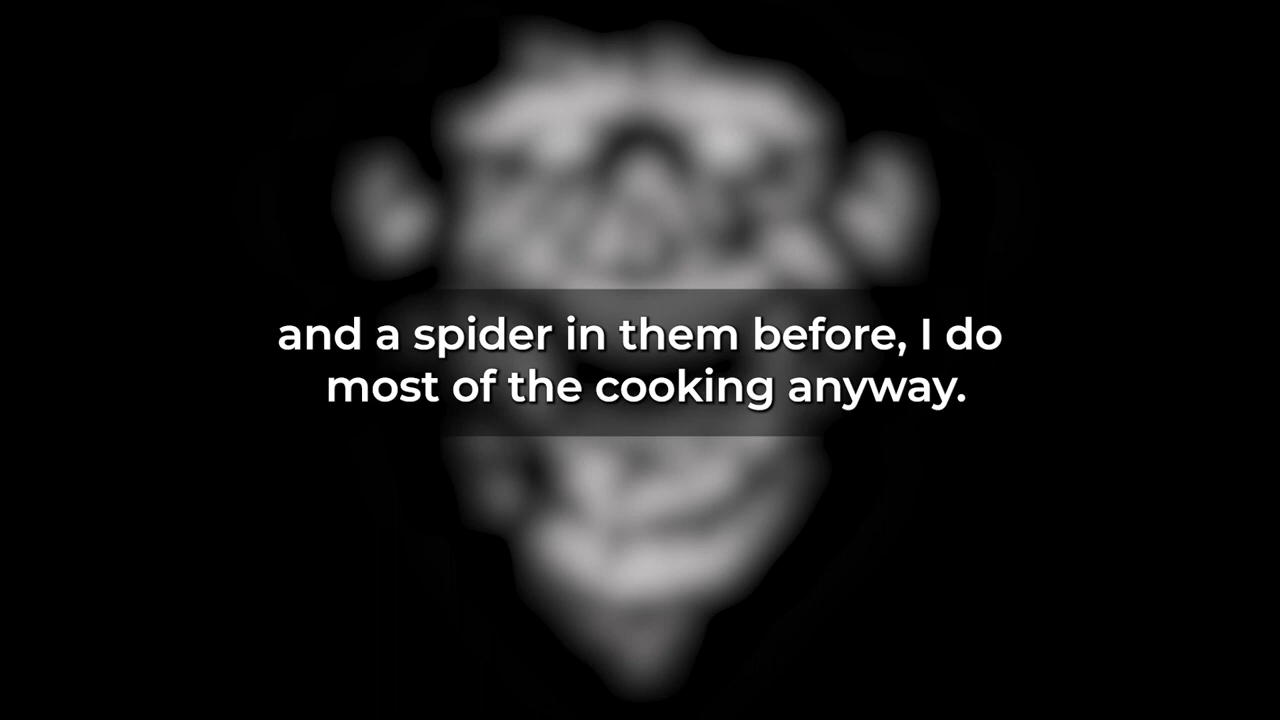 and a spider in them before, I do
most of the cooking anyway.